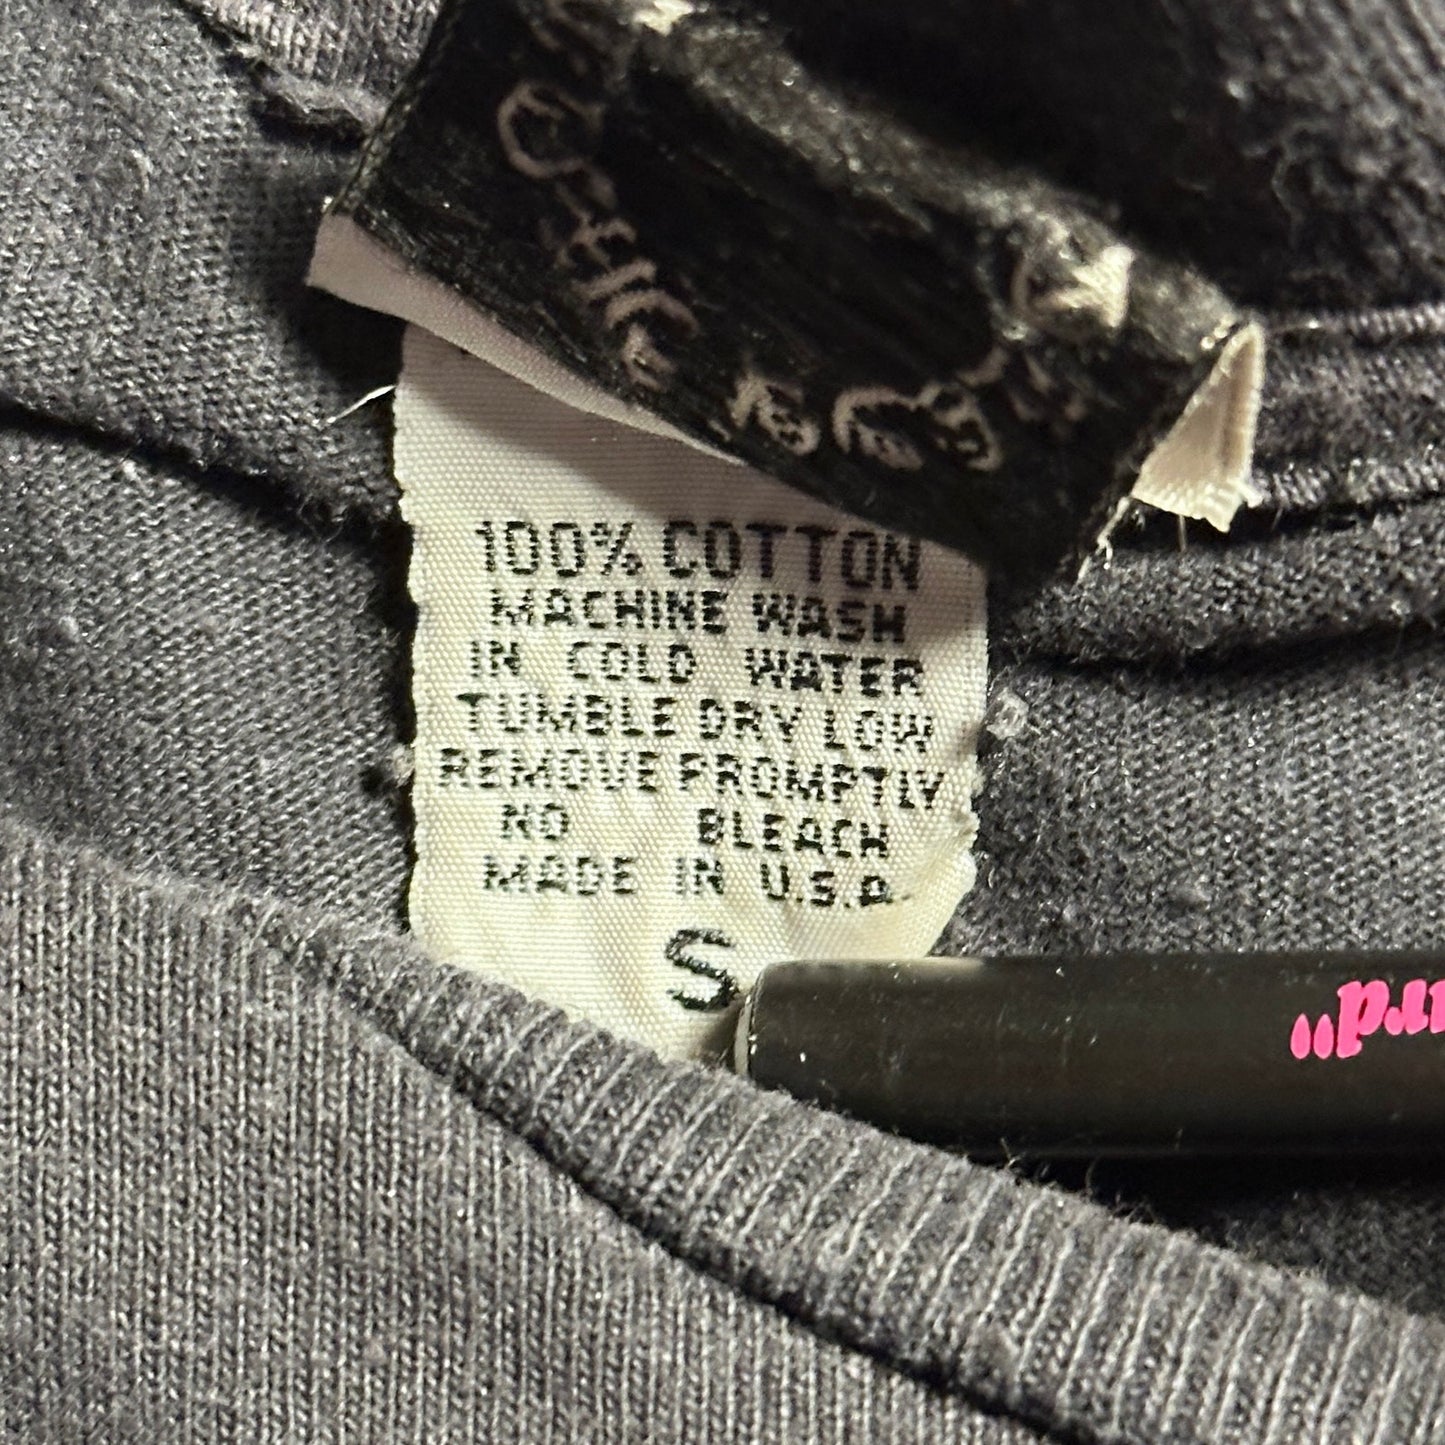 100% COTTON
MACHINE WASH
IN COLD WATER
TUMBLE DRY LOW
REMOVE PROMPTLY
NO BLEACH
MADE IN U.S.A.
S